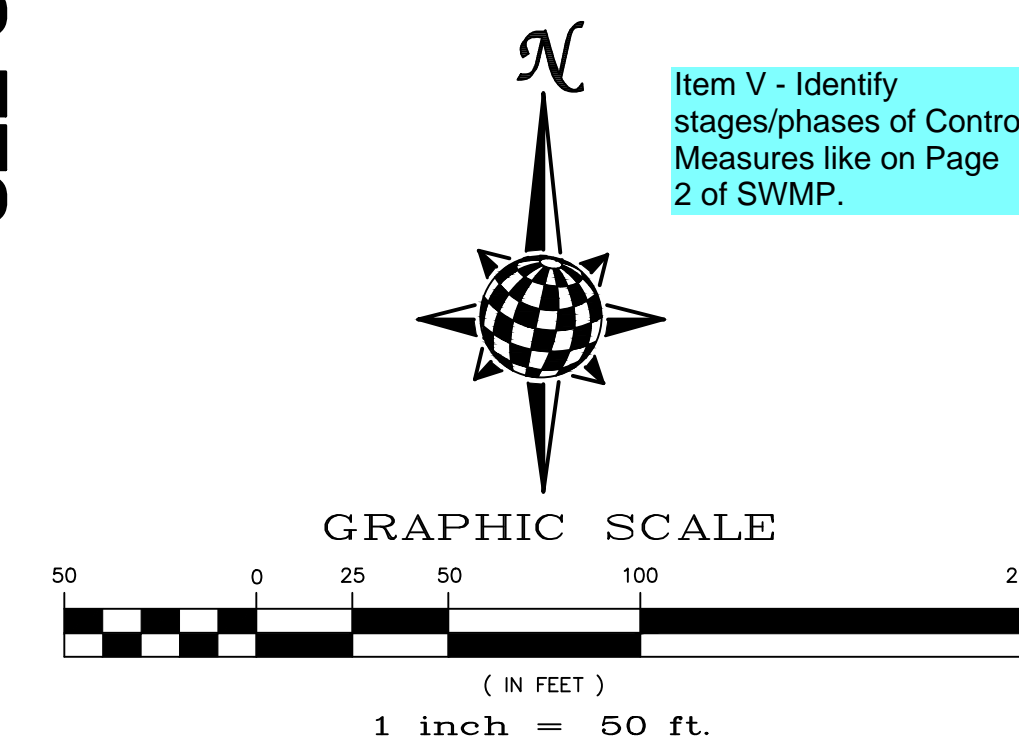 N
Item V - Identify
stages/phases of Contro
Measures like on Page
2 of SWMP.
GRAPHIC SCALE
50 0 25 50 100 2
( IN FEET )
1 inch = 50 ft.